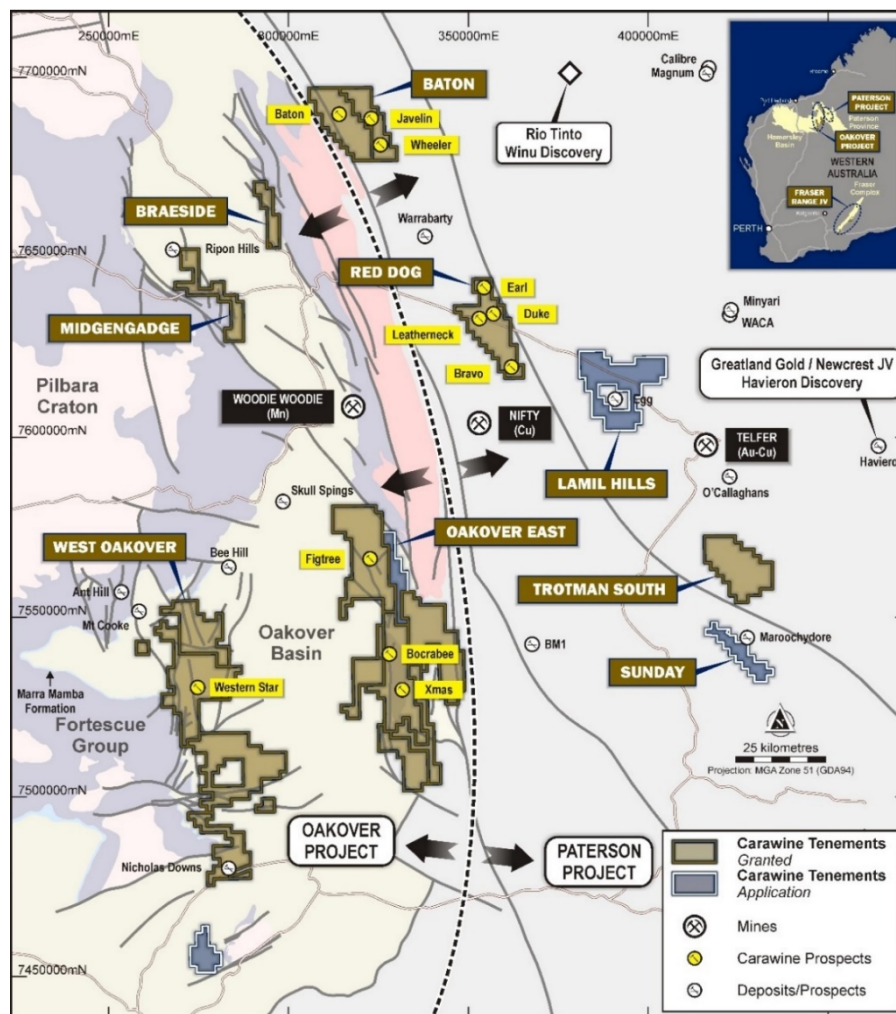 250000mE
300000mE
350000mE
400000mE
7700000mN
7650000mN
7600000mN
7550000mN
7500000mN
7450000mN
BATON
Baton
Javelin
Wheeler
Calibre
Magnum
Rio Tinto
Winu Discovery
BRAESIDE
Ripon Hills
MIDGENGADGE
Warrabarty
RED DOG
Earl
Duke
Leatherneck
Bravo
Minyari
WACA
Greatland Gold / Newcrest JV
Havieron Discovery
Pilbara
Craton
WOODIE WOODIE
(Mn)
NIFTY
(Cu)
Egg
TELFER
(Au-Cu)
Haviero
O'Callaghans
LAMIL HILLS
Skull Spings
OAKOVER EAST
WEST OAKOVER
Bee Hill
Figtree
Ant Hill
Mt Cooke
TROTMAN SOUTH
Oakover
Basin
Bocrabee
BM1
Maroochydore
SUNDAY
Marra Mamba
Formation
Western Star
Xmas
Fortescue
Group
25 kilometres
Projection: MGA Zone 51 (GDA94)
OAKOVER
PROJECT
PATERSON
PROJECT
Nicholas Downs
Carawine Tenements
Granted
Carawine Tenements
Application
Mines
Carawine Prospects
Deposits/Prospects
PATERSON
PROJECT
Paterson
Province
Hamersley
Basin
OAKOVER
PROJECT
WESTERN
AUSTRALIA
FRASER
RANGE JV
Fraser
Complex
PERTH